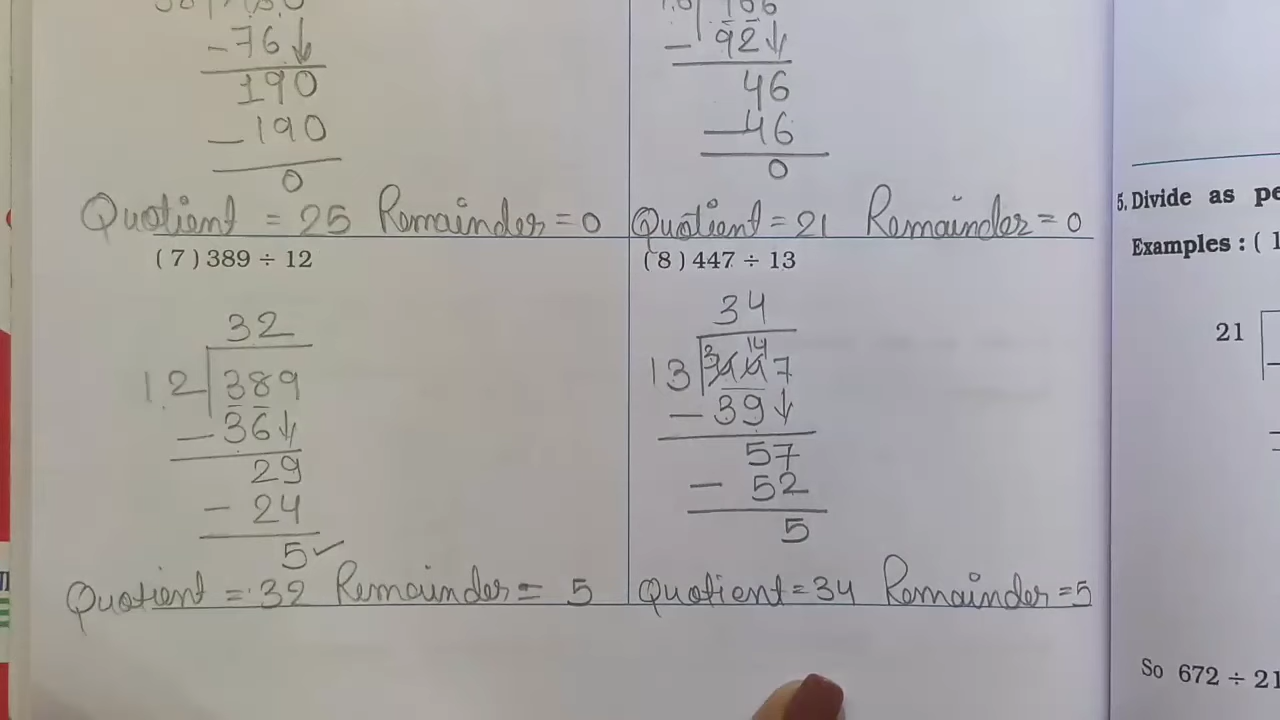 -76↓
190
-190
0
Quotient = 25 Remainder = 0
-92↓
46
-46
0
Quotient = 21 Remainder = 0
(7) 389 ÷ 12
32
12 389
-36↓
29
-24
5✓
Quotient = 32 Remainder = 5
(8) 447 ÷ 13
34
3 14
13 447
-39↓
57
-52
5
Quotient = 34 Remainder = 5
5. Divide as
Examples : ( 1
21
So 672 ÷ 21